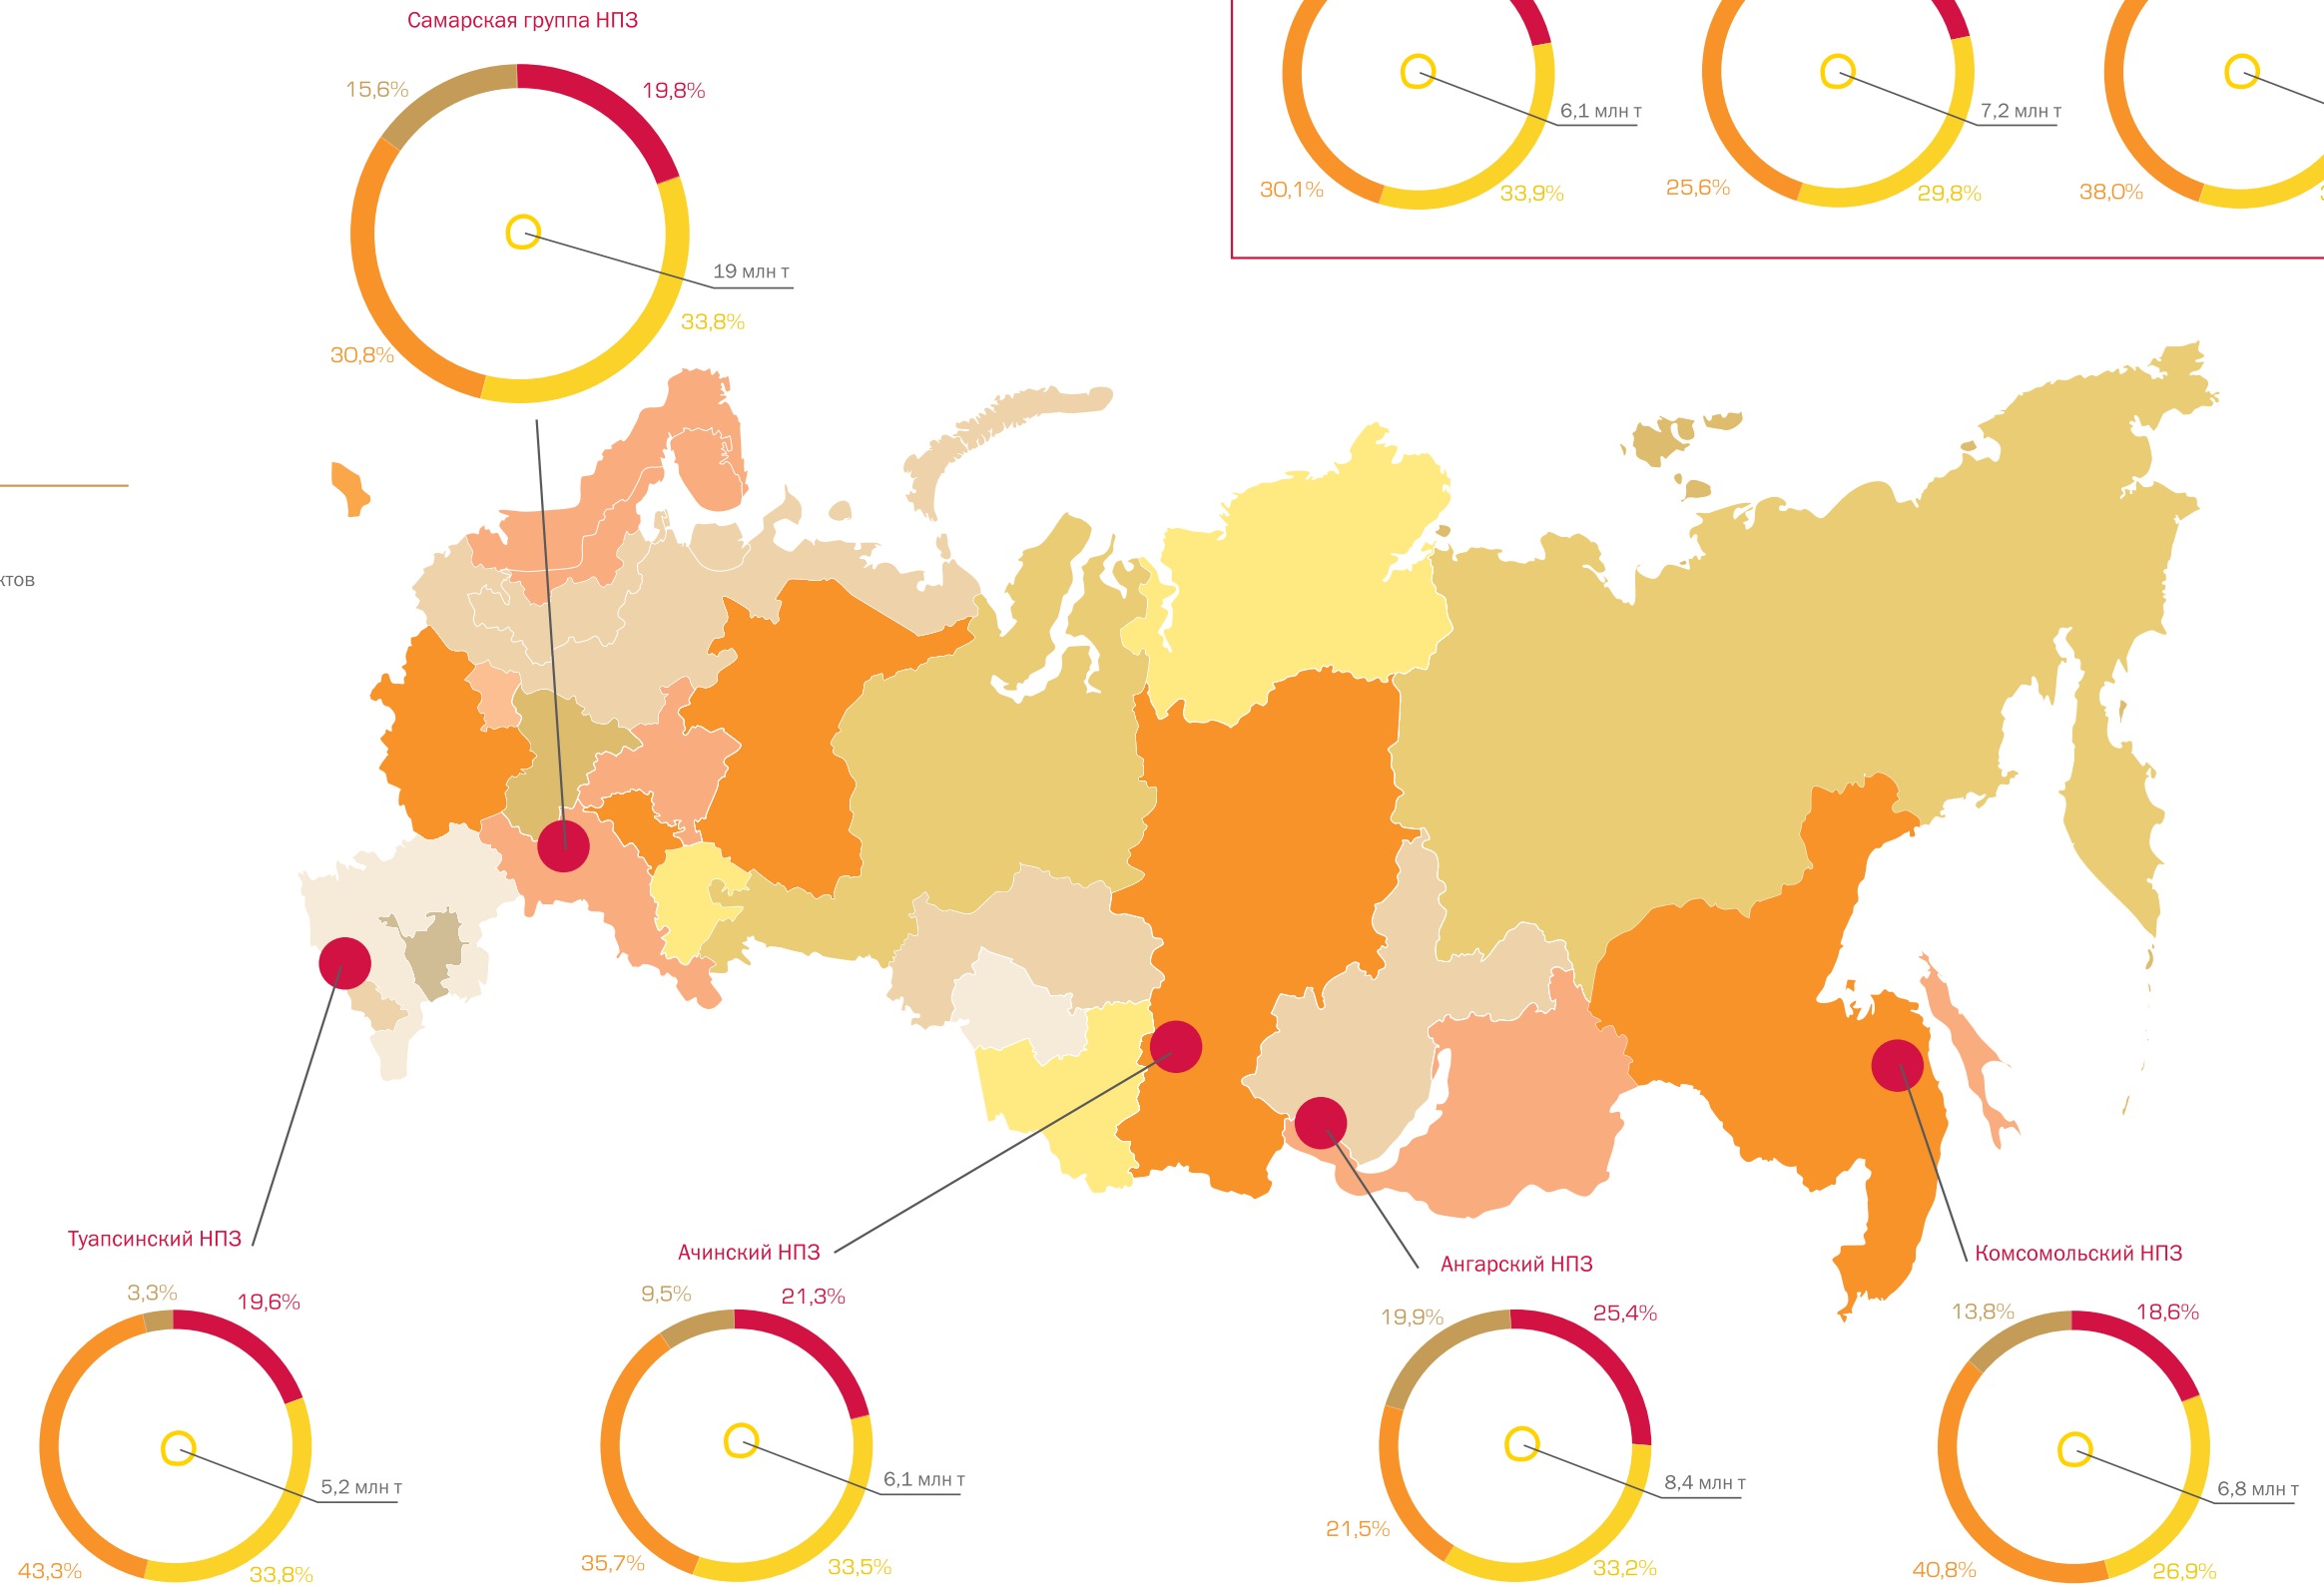 Самарская группа НПЗ
15,6%
19,8%
19 млн т
33,8%
30,8%
6,1 млн т
30,1%
33,9%
7,2 млн т
25,6%
29,8%
38,0%
ктов
Туапсинский НПЗ
3,3%
19,6%
5,2 млн т
43,3%
33,8%
Ачинский НПЗ
9,5%
21,3%
6,1 млн т
35,7%
33,5%
Ангарский НПЗ
19,9%
25,4%
8,4 млн т
21,5%
33,2%
Комсомольский НПЗ
13,8%
18,6%
6,8 млн т
40,8%
26,9%